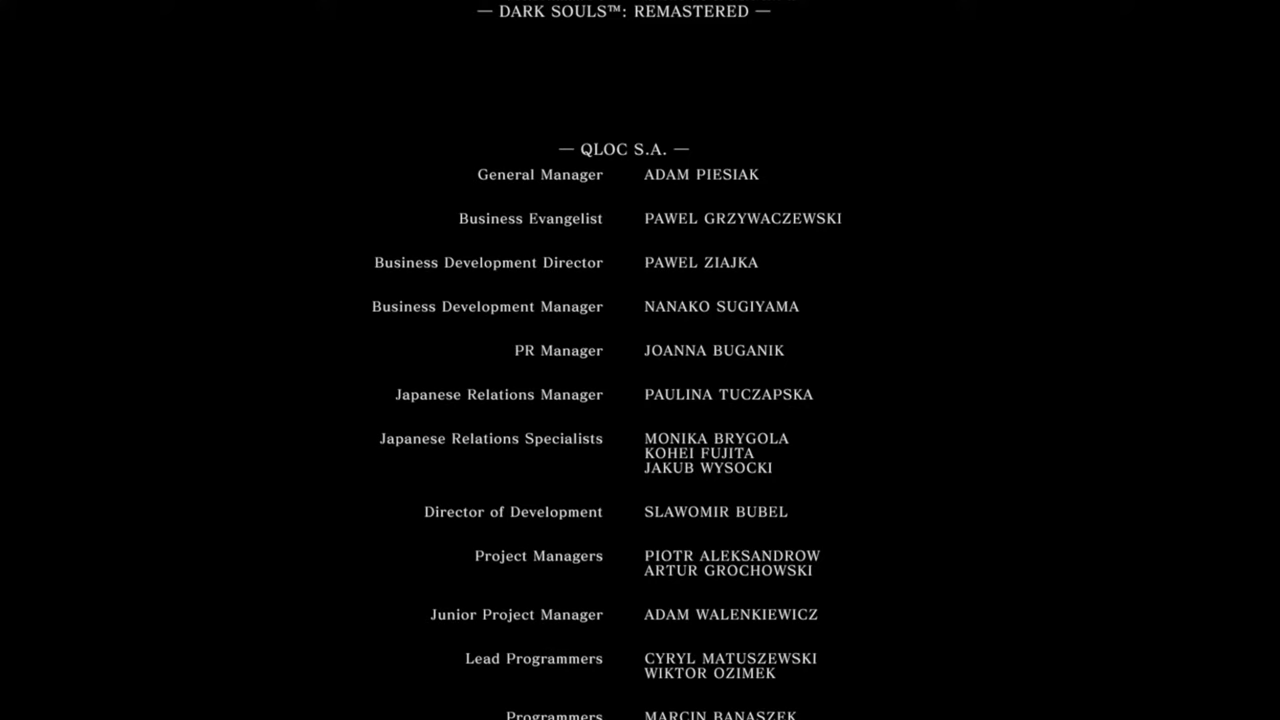 — DARK SOULS™: REMASTERED —
— QLOC S.A. —
General Manager ADAM PIESIAK
Business Evangelist PAWEL GRZYWACZEWSKI
Business Development Director PAWEL ZIAJKA
Business Development Manager NANAKO SUGIYAMA
PR Manager JOANNA BUGANIK
Japanese Relations Manager PAULINA TUCZAPSKA
Japanese Relations Specialists MONIKA BRYGOLA
KOHEI FUJITA
JAKUB WYSOCKI
Director of Development SLAWOMIR BUBEL
Project Managers PIOTR ALEKSANDROW
ARTUR GROCHOWSKI
Junior Project Manager ADAM WALENKIEWICZ
Lead Programmers CYRYL MATUSZEWSKI
WIKTOR OZIMEK
Programmers MARCIN BANASZEK